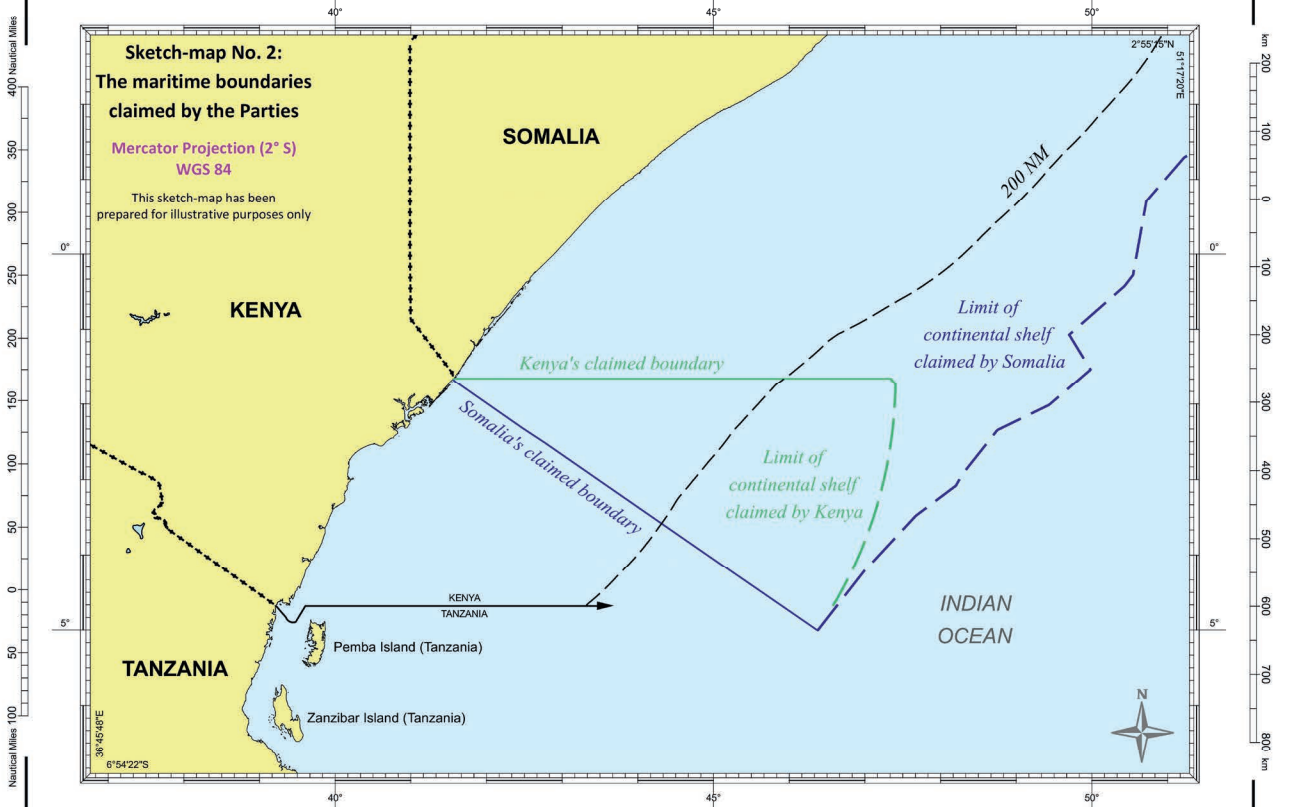 40°
45°
50°
Sketch-map No. 2:
The maritime boundaries
claimed by the Parties
Mercator Projection (2° S)
WGS 84
This sketch-map has been
prepared for illustrative purposes only
2°55'15"N
51°17'20"E
SOMALIA
200 NM
0°
0°
KENYA
Limit of
continental shelf
claimed by Somalia
Kenya's claimed boundary
Somalia's claimed boundary
Limit of
continental shelf
claimed by Kenya
KENYA
TANZANIA
INDIAN
OCEAN
5°
5°
Pemba Island (Tanzania)
TANZANIA
Zanzibar Island (Tanzania)
N
36°45'48"E
6°54'22"S
40°
45°
50°
Nautical Miles
400
350
300
250
200
150
100
50
0
50
100
Nautical Miles
km
200
100
0
100
200
300
400
500
600
700
800
km